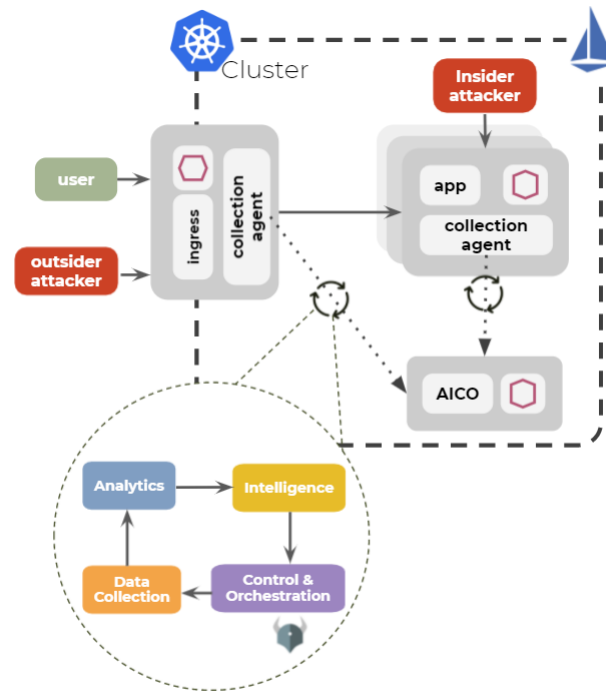 Cluster
Insider
attacker
user
outsider
attacker
ingress
collection
agent
app
collection
agent
AICO
Analytics
Intelligence
Data
Collection
Control &
Orchestration